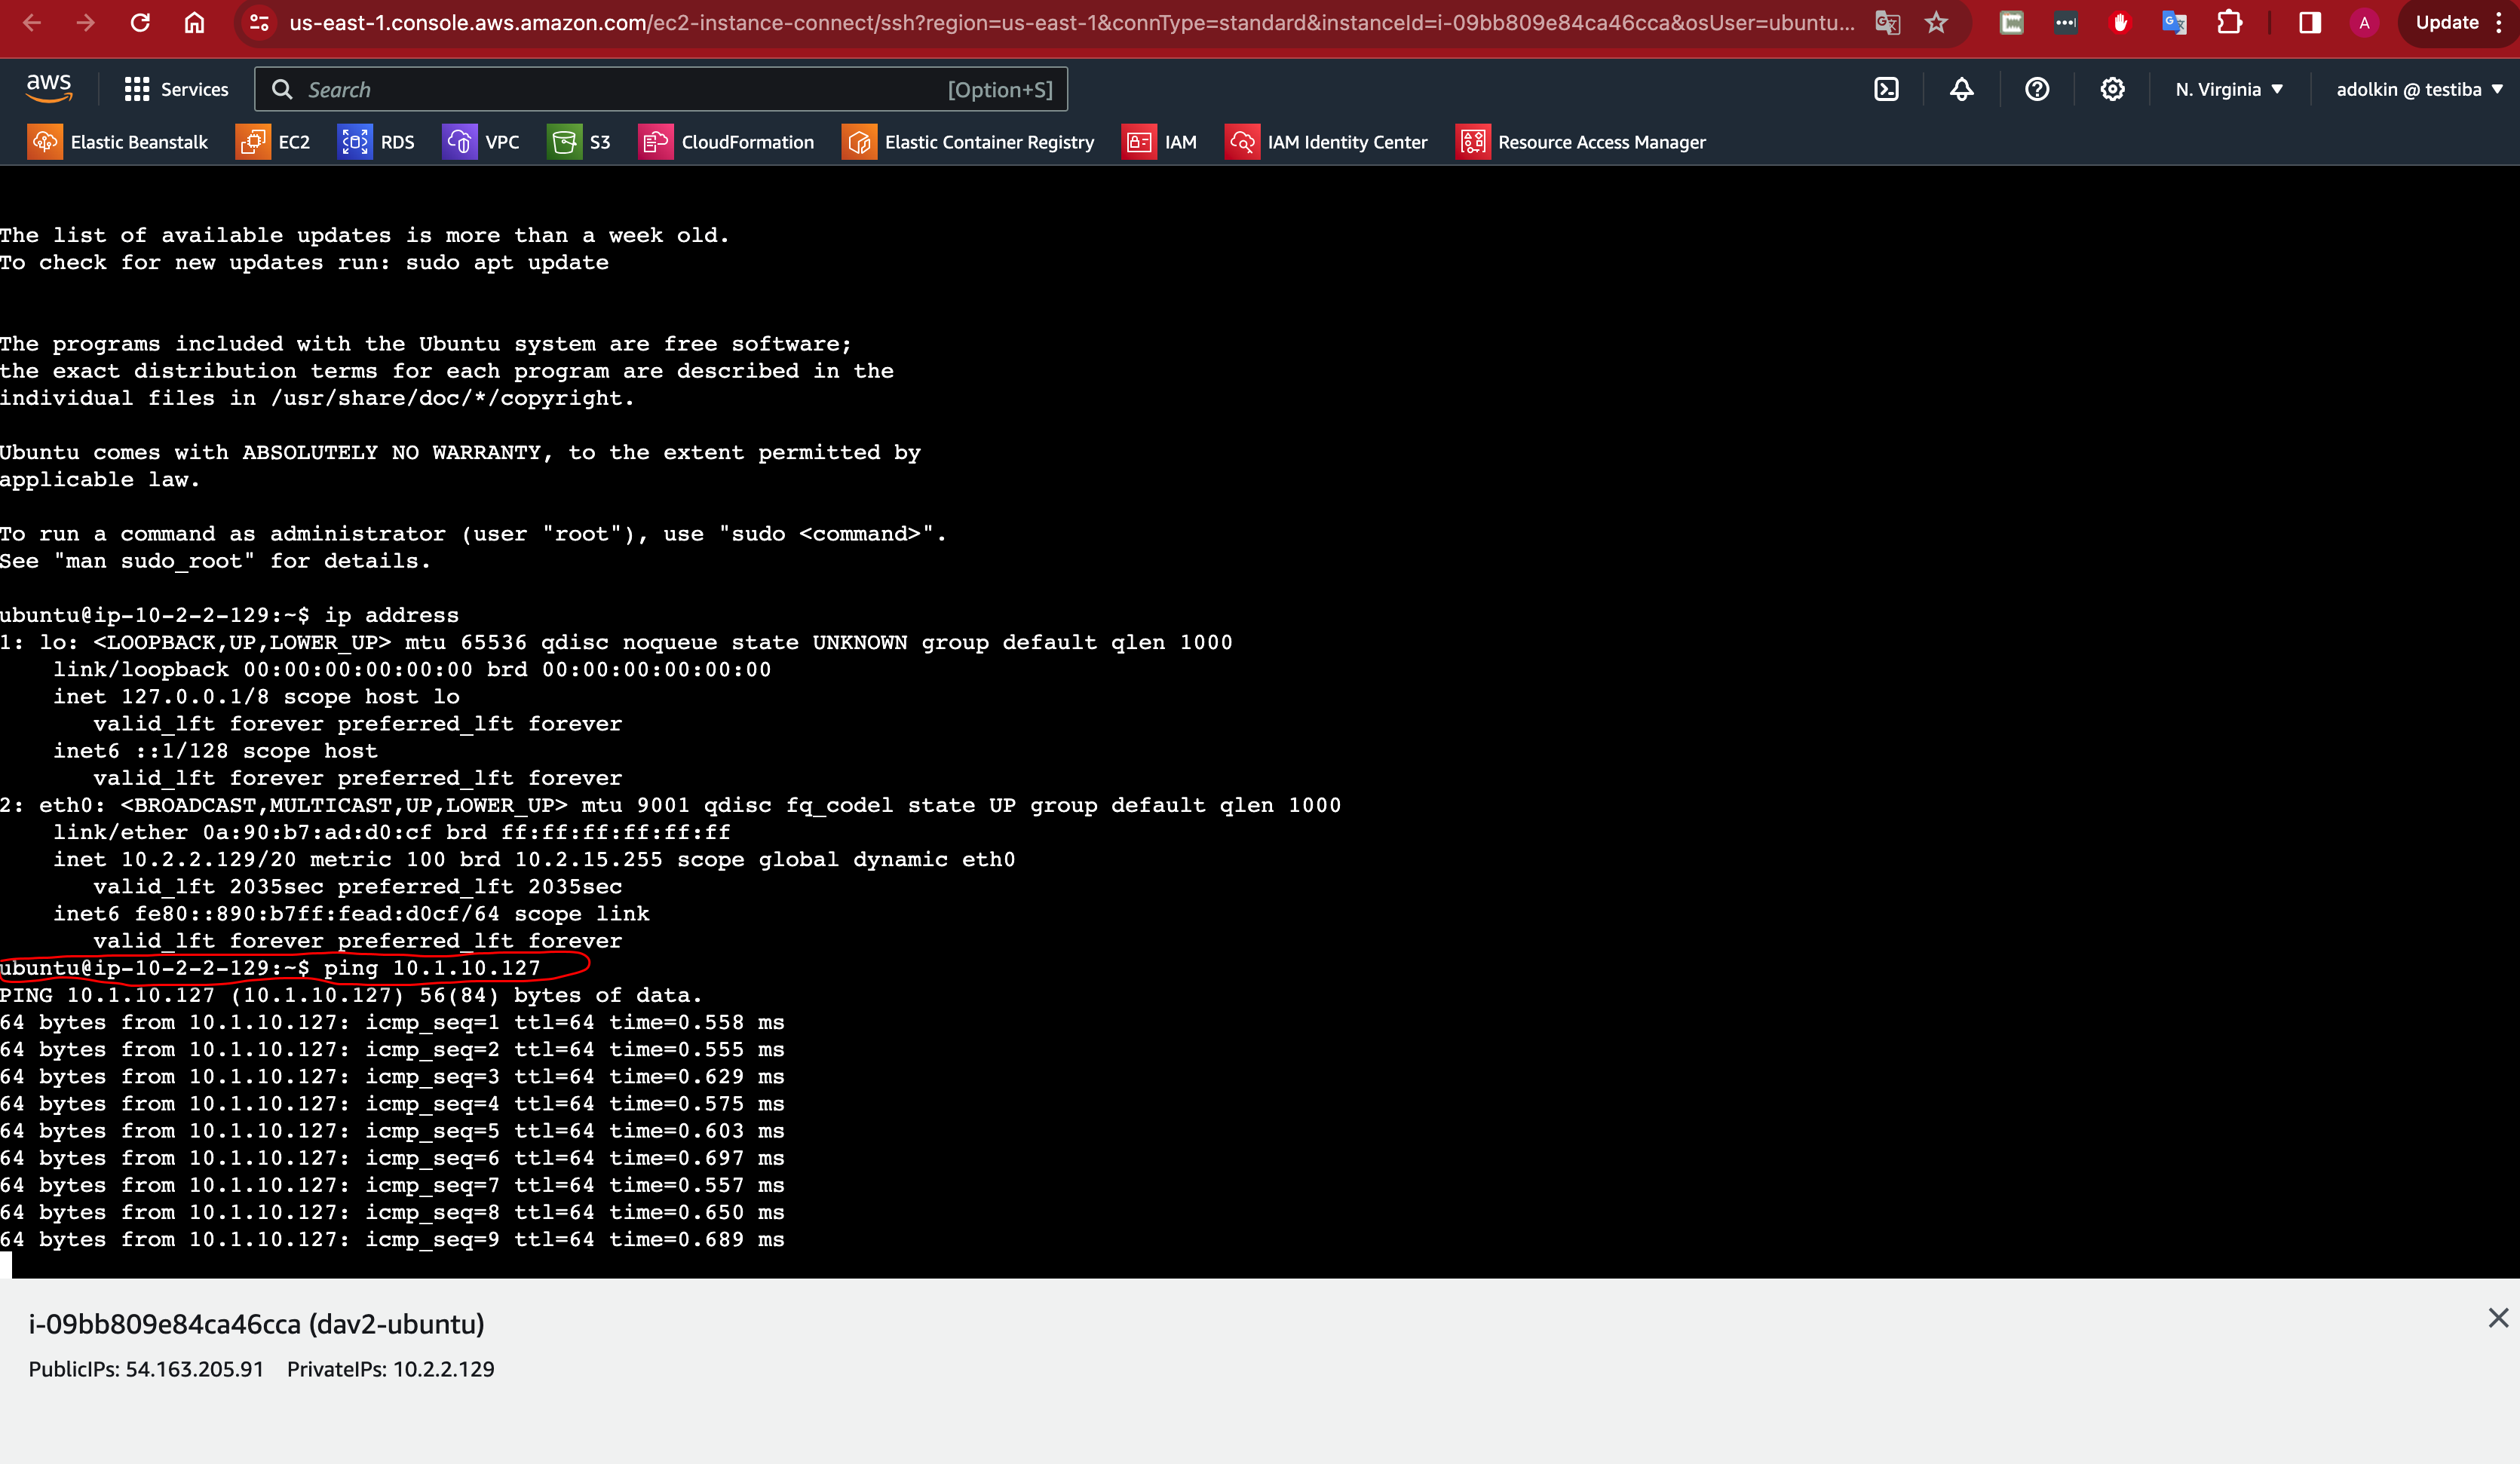 us-east-1.console.aws.amazon.com/ec2-instance-connect/ssh?region=us-east-1&connType=standard&instanceId=i-09bb809e84ca46cca&osUser=ubuntu... A Update
aws Services Search [Option+S] N. Virginia adolkin @ testiba
Elastic Beanstalk EC2 RDS VPC S3 CloudFormation Elastic Container Registry IAM IAM Identity Center Resource Access Manager
The list of available updates is more than a week old.
To check for new updates run: sudo apt update
The programs included with the Ubuntu system are free software;
the exact distribution terms for each program are described in the
individual files in /usr/share/doc/*/copyright.
Ubuntu comes with ABSOLUTELY NO WARRANTY, to the extent permitted by
applicable law.
To run a command as administrator (user "root"), use "sudo <command>".
See "man sudo_root" for details.
ubuntu@ip-10-2-2-129:~$ ip address
1: lo: <LOOPBACK,UP,LOWER_UP> mtu 65536 qdisc noqueue state UNKNOWN group default qlen 1000
link/loopback 00:00:00:00:00:00 brd 00:00:00:00:00:00
inet 127.0.0.1/8 scope host lo
valid_lft forever preferred_lft forever
inet6 ::1/128 scope host
valid_lft forever preferred_lft forever
2: eth0: <BROADCAST,MULTICAST,UP,LOWER_UP> mtu 9001 qdisc fq_codel state UP group default qlen 1000
link/ether 0a:90:b7:ad:d0:cf brd ff:ff:ff:ff:ff:ff
inet 10.2.2.129/20 metric 100 brd 10.2.15.255 scope global dynamic eth0
valid_lft 2035sec preferred_lft 2035sec
inet6 fe80::890:b7ff:fead:d0cf/64 scope link
valid_lft forever preferred_lft forever
ubuntu@ip-10-2-2-129:~$ ping 10.1.10.127
PING 10.1.10.127 (10.1.10.127) 56(84) bytes of data.
64 bytes from 10.1.10.127: icmp_seq=1 ttl=64 time=0.558 ms
64 bytes from 10.1.10.127: icmp_seq=2 ttl=64 time=0.555 ms
64 bytes from 10.1.10.127: icmp_seq=3 ttl=64 time=0.629 ms
64 bytes from 10.1.10.127: icmp_seq=4 ttl=64 time=0.575 ms
64 bytes from 10.1.10.127: icmp_seq=5 ttl=64 time=0.603 ms
64 bytes from 10.1.10.127: icmp_seq=6 ttl=64 time=0.697 ms
64 bytes from 10.1.10.127: icmp_seq=7 ttl=64 time=0.557 ms
64 bytes from 10.1.10.127: icmp_seq=8 ttl=64 time=0.650 ms
64 bytes from 10.1.10.127: icmp_seq=9 ttl=64 time=0.689 ms
i-09bb809e84ca46cca (dav2-ubuntu)
PublicIPs: 54.163.205.91 PrivateIPs: 10.2.2.129